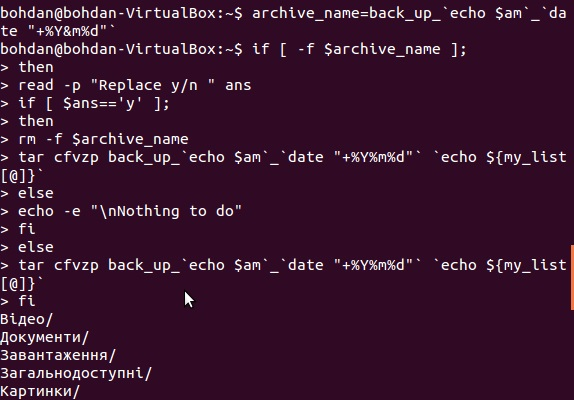 bohdan@bohdan-VirtualBox:~$ archive_name=back_up_`echo $am`_`da
te "+%Y&m%d"`
bohdan@bohdan-VirtualBox:~$ if [ -f $archive_name ];
> then
> read -p "Replace y/n " ans
> if [ $ans=='y' ];
> then
> rm -f $archive_name
> tar cfvzp back_up_`echo $am`_`date "+%Y%m%d"` `echo ${my_list
[@]}`
> else
> echo -e "\nNothing to do"
> fi
> else
> tar cfvzp back_up_`echo $am`_`date "+%Y%m%d"` `echo ${my_list
[@]}`
> fi
Відео/
Документи/
Завантаження/
Загальнодоступні/
Картинки/